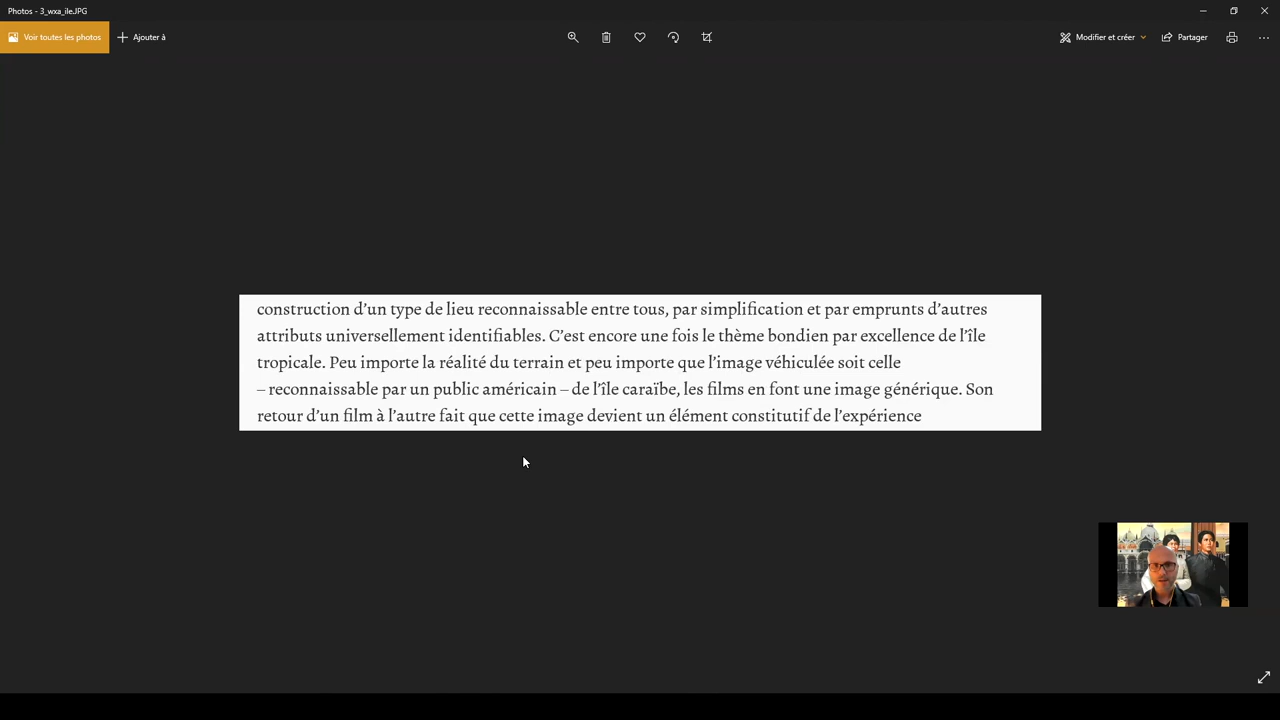 Photos - 3_wxa_ile.JPG
Voir toutes les photos
Ajouter à
Modifier et créer
Partager
construction d’un type de lieu reconnaissable entre tous, par simplification et par emprunts d’autres
attributs universellement identifiables. C’est encore une fois le thème bondien par excellence de l’île
tropicale. Peu importe la réalité du terrain et peu importe que l’image véhiculée soit celle
– reconnaissable par un public américain – de l’île caraïbe, les films en font une image générique. Son
retour d’un film à l’autre fait que cette image devient un élément constitutif de l’expérience